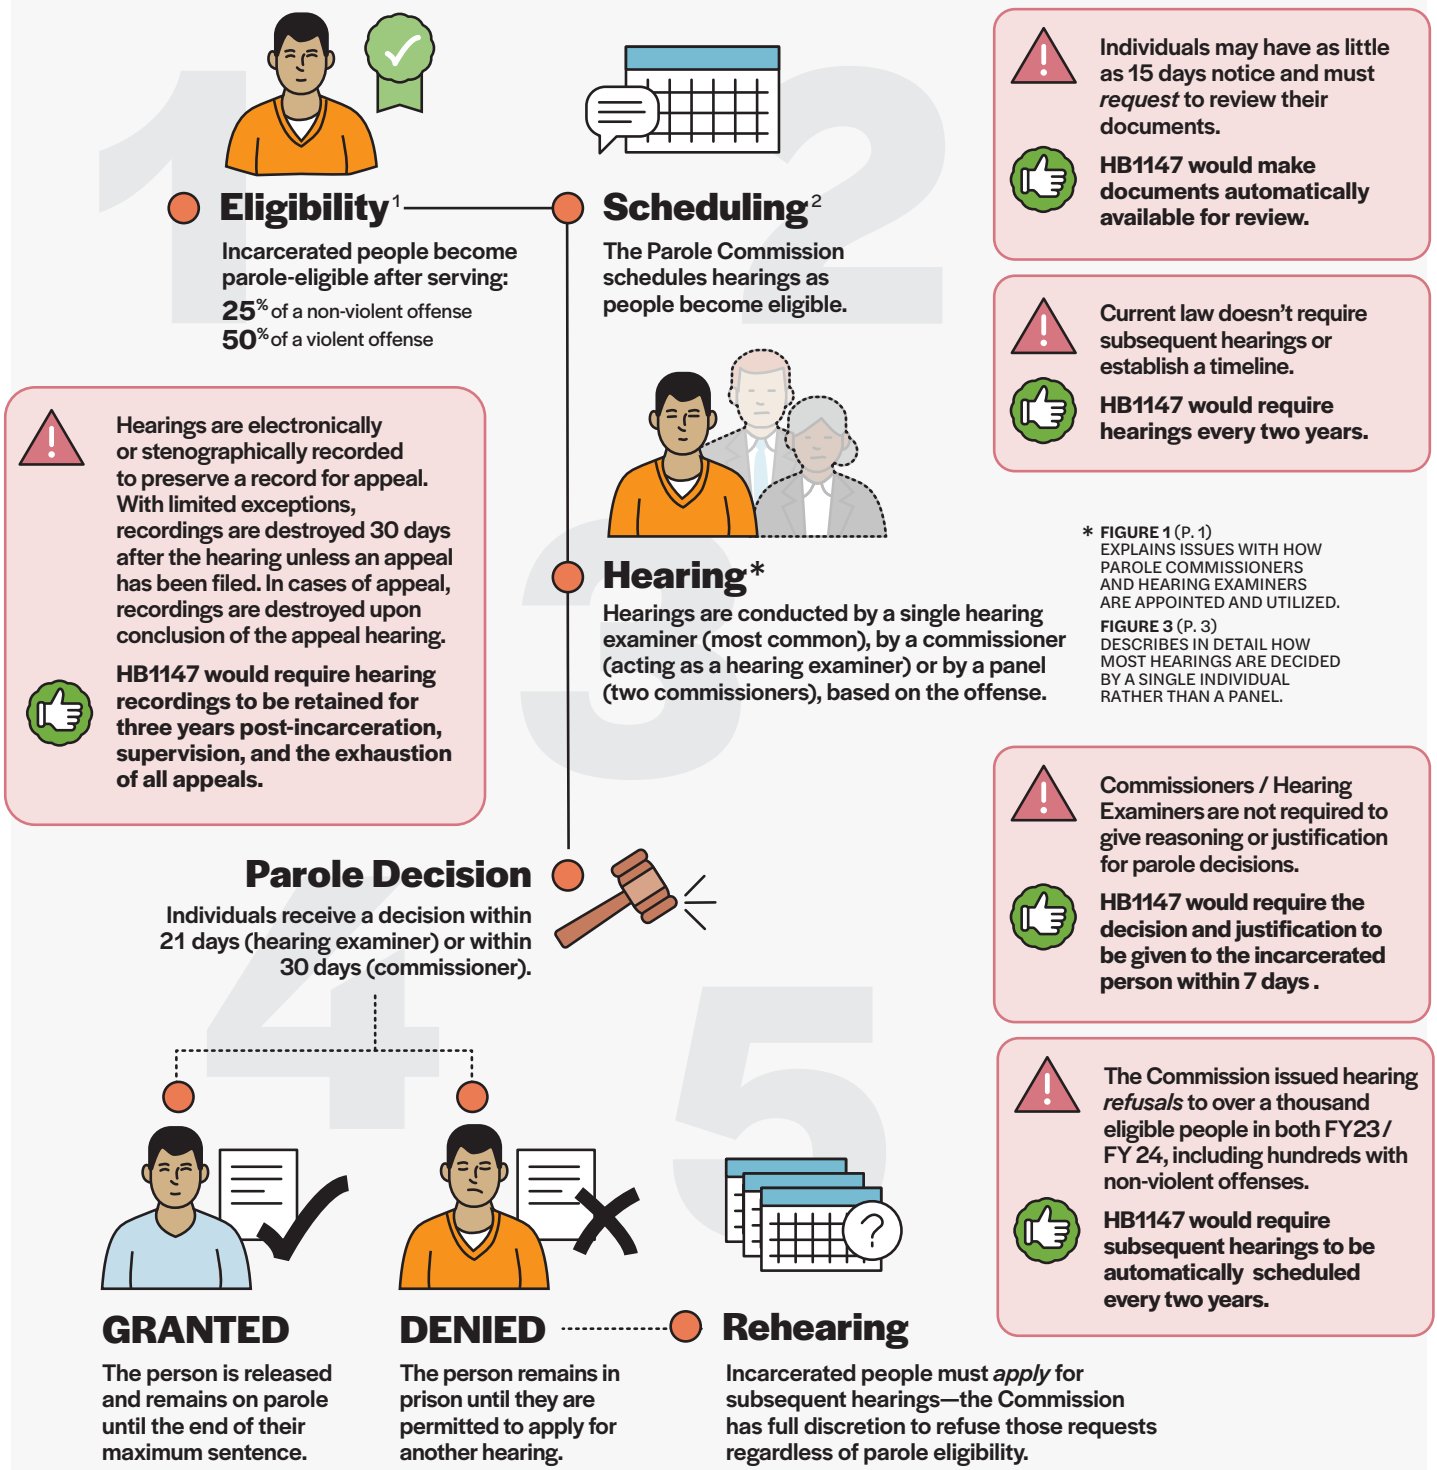 1
Eligibility1
Incarcerated people become
parole-eligible after serving:
25% of a non-violent offense
50% of a violent offense
2
Scheduling2
The Parole Commission
schedules hearings as
people become eligible.
Individuals may have as little
as 15 days notice and must
request to review their
documents.
HB1147 would make
documents automatically
available for review.
Current law doesn't require
subsequent hearings or
establish a timeline.
HB1147 would require
hearings every two years.
Hearings are electronically
or stenographically recorded
to preserve a record for appeal.
With limited exceptions,
recordings are destroyed 30 days
after the hearing unless an appeal
has been filed. In cases of appeal,
recordings are destroyed upon
conclusion of the appeal hearing.
HB1147 would require hearing
recordings to be retained for
three years post-incarceration,
supervision, and the exhaustion
of all appeals.
3
Hearing*
Hearings are conducted by a single hearing
examiner (most common), by a commissioner
(acting as a hearing examiner) or by a panel
(two commissioners), based on the offense.
* FIGURE 1 (P. 1)
EXPLAINS ISSUES WITH HOW
PAROLE COMMISSIONERS
AND HEARING EXAMINERS
ARE APPOINTED AND UTILIZED.
FIGURE 3 (P. 3)
DESCRIBES IN DETAIL HOW
MOST HEARINGS ARE DECIDED
BY A SINGLE INDIVIDUAL
RATHER THAN A PANEL.
4
Parole Decision
Individuals receive a decision within
21 days (hearing examiner) or within
30 days (commissioner).
Commissioners / Hearing
Examiners are not required to
give reasoning or justification
for parole decisions.
HB1147 would require the
decision and justification to
be given to the incarcerated
person within 7 days .
The Commission issued hearing
refusals to over a thousand
eligible people in both FY23 /
FY 24, including hundreds with
non-violent offenses.
HB1147 would require
subsequent hearings to be
automatically scheduled
every two years.
GRANTED
The person is released
and remains on parole
until the end of their
maximum sentence.
DENIED
The person remains in
prison until they are
permitted to apply for
another hearing.
5
?
Rehearing
Incarcerated people must apply for
subsequent hearings—the Commission
has full discretion to refuse those requests
regardless of parole eligibility.